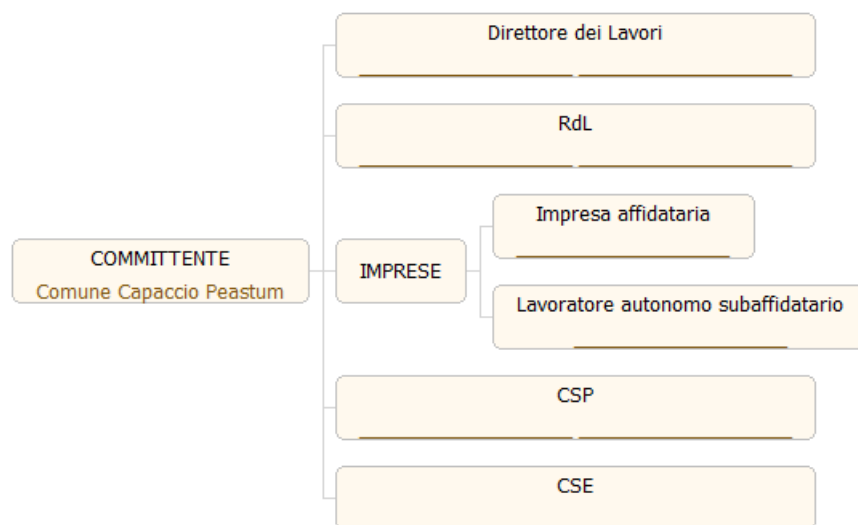 Direttore dei Lavori
RdL
COMMITTENTE
Comune Capaccio Peastum
IMPRESE
Impresa affidataria
Lavoratore autonomo subaffidatario
CSP
CSE